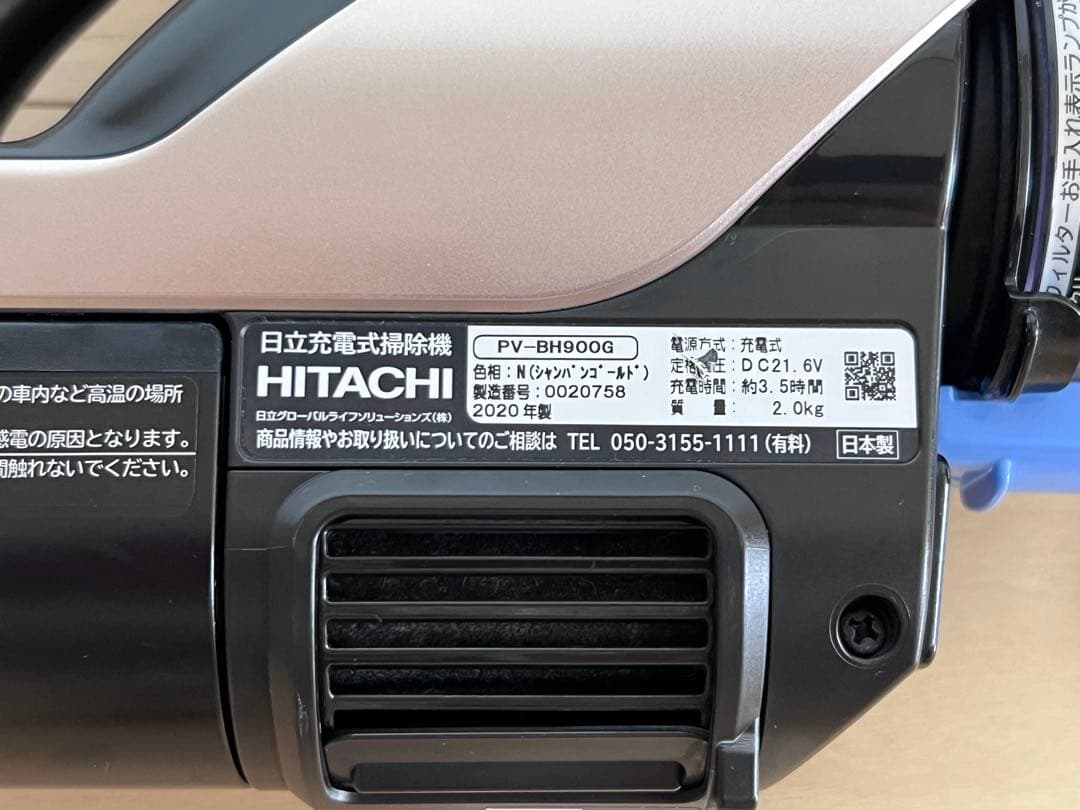 日立充電式掃除機
HITACHI
日立グローバルライフソリューションズ(株)
PV-BH900G
色相:N(シャンパンゴールド)
製造番号:0020758
2020年製
電源方式:充電式
定格電圧:DC21.6V
充電時間:約3.5時間
質量: 2.0kg
商品情報やお取り扱いについてのご相談は TEL 050-3155-1111(有料) 日本製
の車内など高温の場所
感電の原因となります。
間触れないでください。
フィルターお手入れ表示ランプが